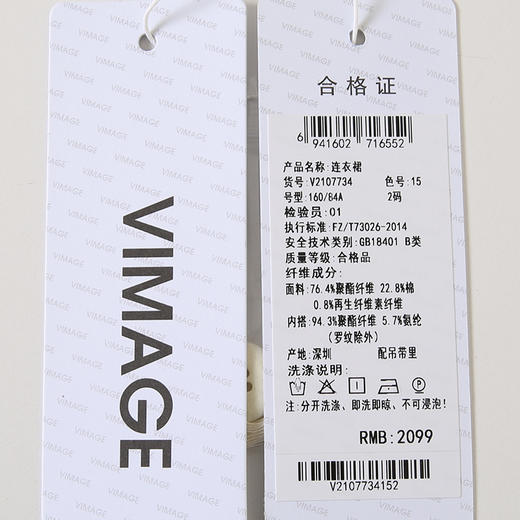 VIMAGE
合格证
6 941602 716552
产品名称:连衣裙
货号:V2107734 色号:15
号型:160/84A 2码
检验员:01
执行标准:FZ/T73026-2014
安全技术类别:GB18401 B类
质量等级:合格品
纤维成分:
面料:76.4%聚酯纤维 22.8%棉
0.8%再生纤维素纤维
内搭:94.3%聚酯纤维 5.7%氨纶
(罗纹除外)
产地:深圳 配吊带里
洗涤说明:
P
注:分开洗涤、即洗即晾、不可浸泡!
RMB:2099
V2107734152